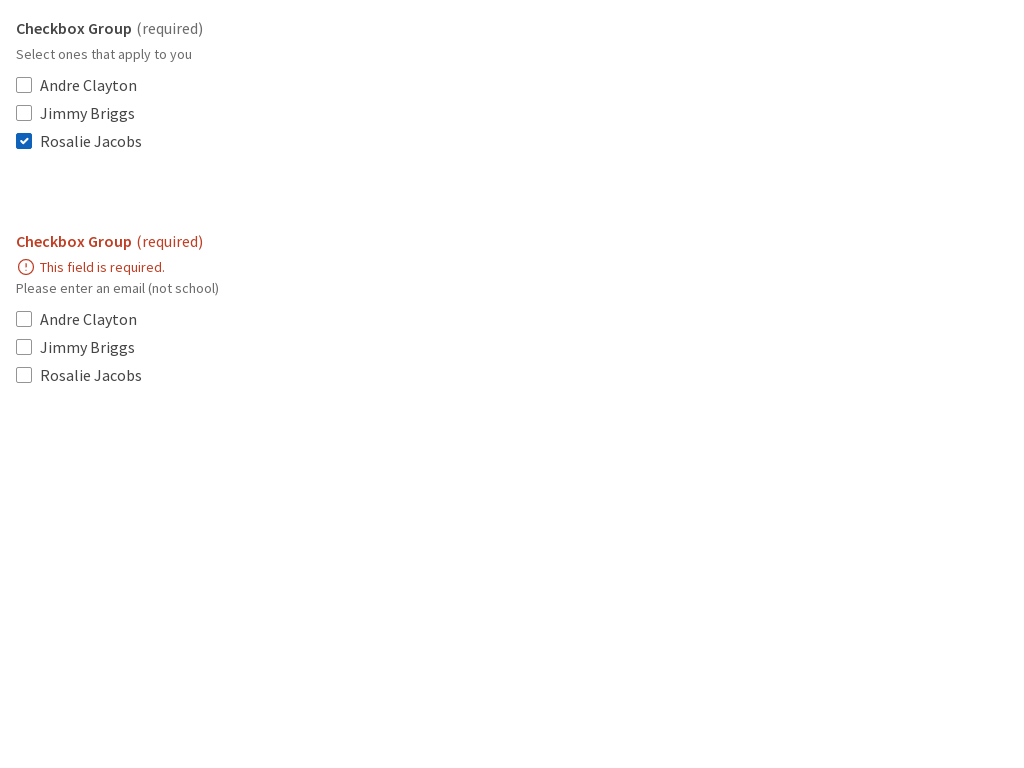 Checkbox Group (required)
Select ones that apply to you
Andre Clayton
Jimmy Briggs
Rosalie Jacobs
Checkbox Group (required)
This field is required.
Please enter an email (not school)
Andre Clayton
Jimmy Briggs
Rosalie Jacobs